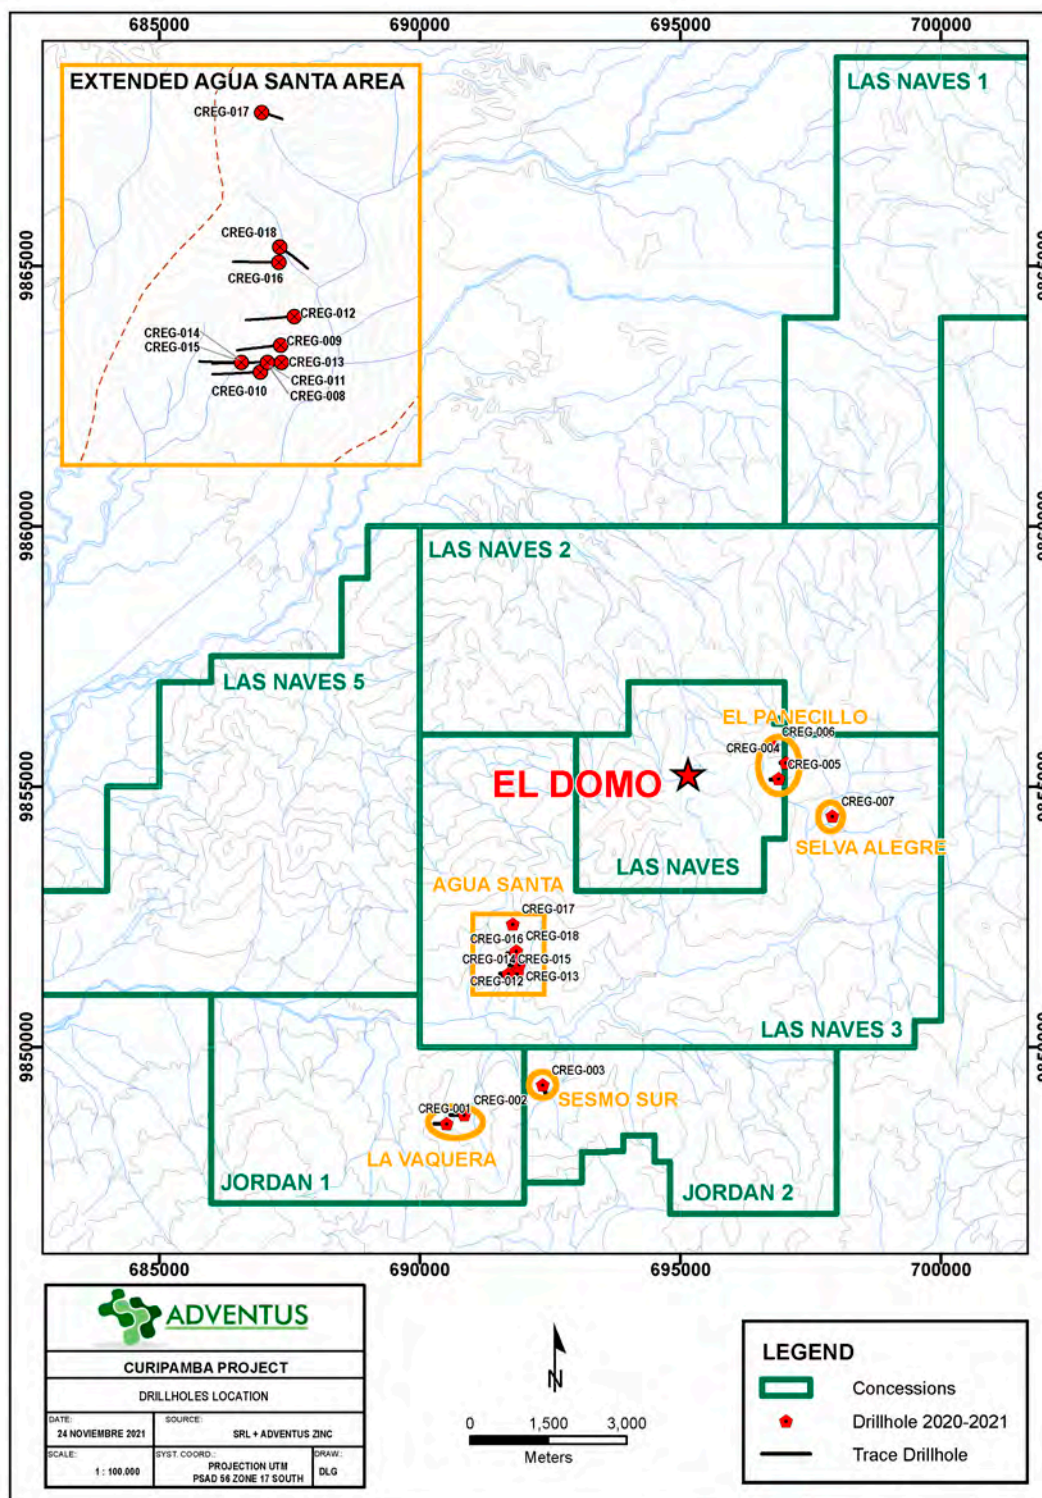 685000
690000
695000
700000
EXTENDED AGUA SANTA AREA
LAS NAVES 1
CREG-017
CREG-018
CREG-016
CREG-012
CREG-014
CREG-015
CREG-009
CREG-013
CREG-011
CREG-010
CREG-008
9865000
9865000
9860000
9860000
LAS NAVES 2
LAS NAVES 5
EL PANECILLO
CREG-006
CREG-004
CREG-005
EL DOMO
9855000
9855000
CREG-007
SELVA ALEGRE
LAS NAVES
AGUA SANTA
CREG-017
CREG-016
CREG-018
CREG-014
CREG-015
CREG-012
CREG-013
LAS NAVES 3
9850000
9850000
CREG-003
SESMO SUR
CREG-001
CREG-002
LA VAQUERA
JORDAN 1
JORDAN 2
685000
690000
695000
700000
ADVENTUS
CURIPAMBA PROJECT
DRILLHOLES LOCATION
DATE:
24 NOVIEMBRE 2021
SOURCE:
SRL + ADVENTUS ZINC
SCALE:
1 : 100.000
SYST. COORD.:
PROJECTION UTM
PSAD 56 ZONE 17 SOUTH
DRAW:
DLG
N
0 1,500 3,000
Meters
LEGEND
Concessions
Drillhole 2020-2021
Trace Drillhole